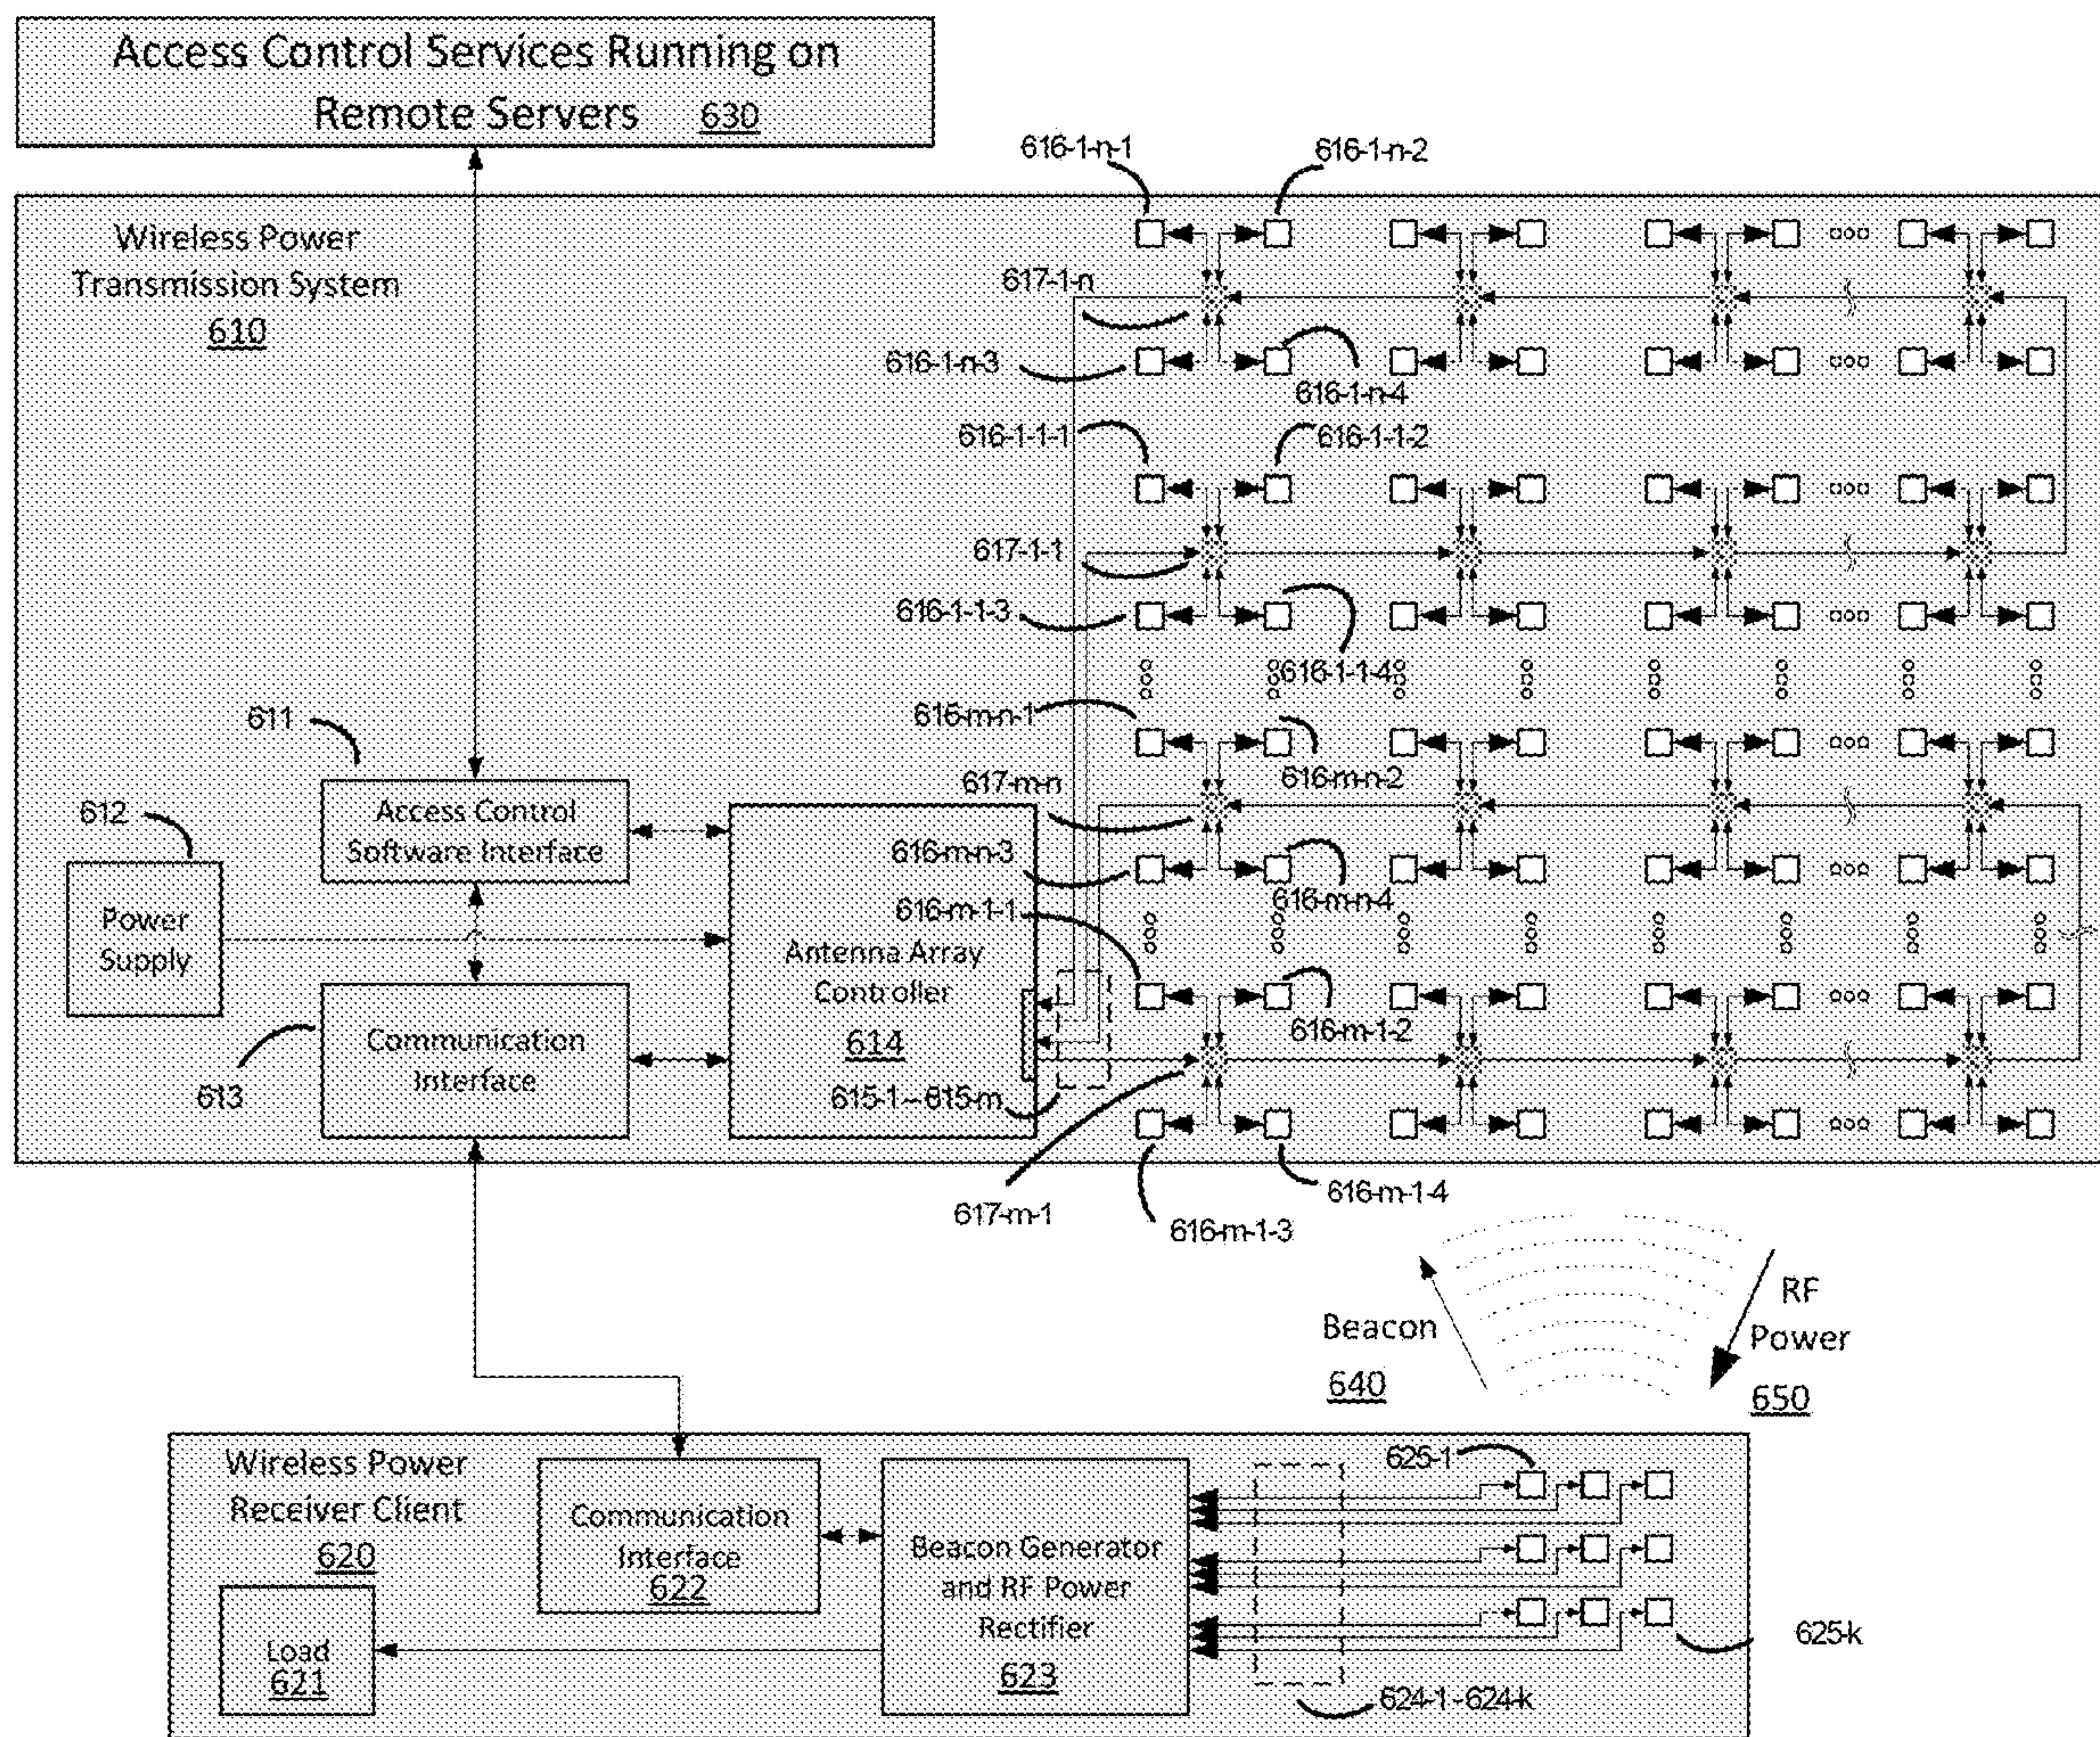 Access Control Services Running on
Remote Servers 630
616-1-n-1
616-1-n-2
Wireless Power
Transmission System
610
617-1-n
616-1-n-3
616-1-n-4
616-1-1-1
616-1-1-2
617-1-1
616-1-1-3
616-1-1-4
611
616-m-n-1
616-m-n-2
617-m-n
612
Access Control
Software Interface
616-m-n-3
616-m-n-4
616-m-1-1
Power
Supply
Antenna Array
Controller
614
616-m-1-2
Communication
Interface
613
615-1--615-m
617-m-1
616-m-1-4
616-m-1-3
Beacon
640
RF
Power
650
Wireless Power
Receiver Client
620
Communication
Interface
622
Beacon Generator
and RF Power
Rectifier
623
625-1
625-k
Load
621
624-1 - 624-k